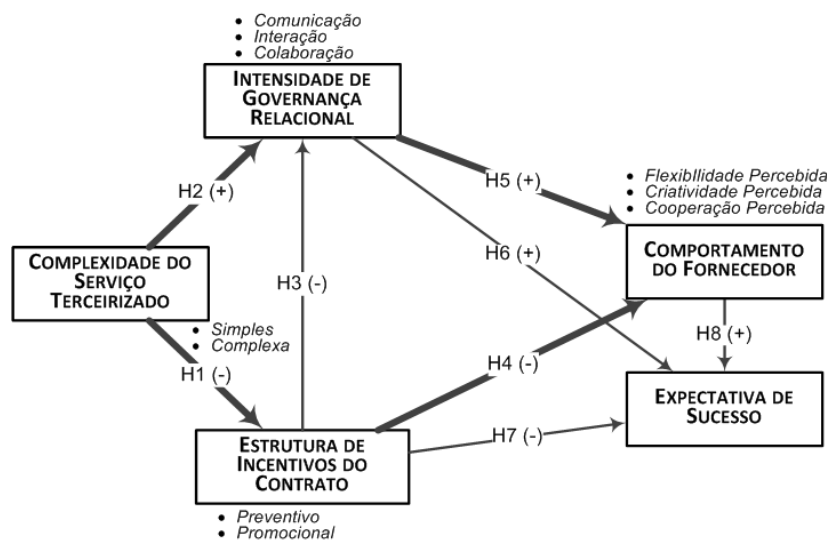 • Comunicação
• Interação
• Colaboração
INTENSIDADE DE
GOVERNANÇA
RELACIONAL
H2 (+)
H5 (+)
• FlexibIlidade Percebida
• Criatividade Percebida
• Cooperação Percebida
COMPORTAMENTO
DO FORNECEDOR
H6 (+)
COMPLEXIDADE DO
SERVIÇO
TERCEIRIZADO
H3 (-)
• Simples
• Complexa
H1 (-)
H4 (-)
H8 (+)
EXPECTATIVA DE
SUCESSO
H7 (-)
ESTRUTURA DE
INCENTIVOS DO
CONTRATO
• Preventivo
• Promocional